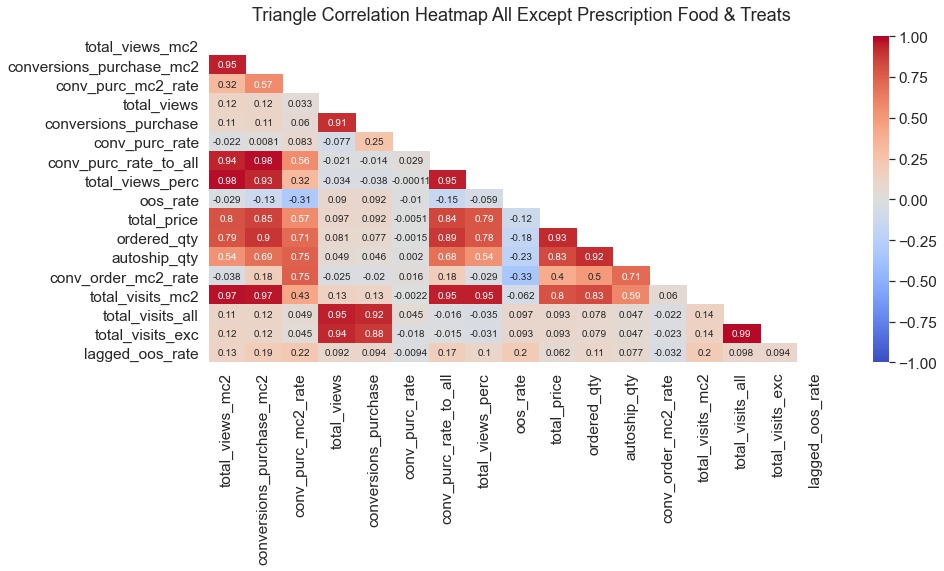 Triangle Correlation Heatmap All Except Prescription Food & Treats
total_views_mc2
conversions_purchase_mc2 0.95
conv_purc_mc2_rate 0.32 0.57
total_views 0.12 0.12 0.033
conversions_purchase 0.11 0.11 0.06 0.91
conv_purc_rate -0.022 0.0081 0.083 -0.077 0.25
conv_purc_rate_to_all 0.94 0.98 0.56 -0.021 -0.014 0.029
total_views_perc 0.98 0.93 0.32 -0.034 -0.038 -0.00011 0.95
oos_rate -0.029 -0.13 -0.31 0.09 0.092 -0.01 -0.15 -0.059
total_price 0.8 0.85 0.57 0.097 0.092 -0.0051 0.84 0.79 -0.12
ordered_qty 0.79 0.9 0.71 0.081 0.077 -0.0015 0.89 0.78 -0.18 0.93
autoship_qty 0.54 0.69 0.75 0.049 0.046 0.002 0.68 0.54 -0.23 0.83 0.92
conv_order_mc2_rate -0.038 0.18 0.75 -0.025 -0.02 0.016 0.18 -0.029 -0.33 0.4 0.5 0.71
total_visits_mc2 0.97 0.97 0.43 0.13 0.13 -0.0022 0.95 0.95 -0.062 0.8 0.83 0.59 0.06
total_visits_all 0.11 0.12 0.049 0.95 0.92 0.045 -0.016 -0.035 0.097 0.093 0.078 0.047 -0.022 0.14
total_visits_exc 0.12 0.12 0.045 0.94 0.88 -0.018 -0.015 -0.031 0.093 0.093 0.079 0.047 -0.023 0.14 0.99
lagged_oos_rate 0.13 0.19 0.22 0.092 0.094 -0.0094 0.17 0.1 0.2 0.062 0.11 0.077 -0.032 0.2 0.098 0.094
total_views_mc2
conversions_purchase_mc2
conv_purc_mc2_rate
total_views
conversions_purchase
conv_purc_rate
conv_purc_rate_to_all
total_views_perc
oos_rate
total_price
ordered_qty
autoship_qty
conv_order_mc2_rate
total_visits_mc2
total_visits_all
total_visits_exc
lagged_oos_rate
1.00
0.75
0.50
0.25
0.00
−0.25
−0.50
−0.75
−1.00